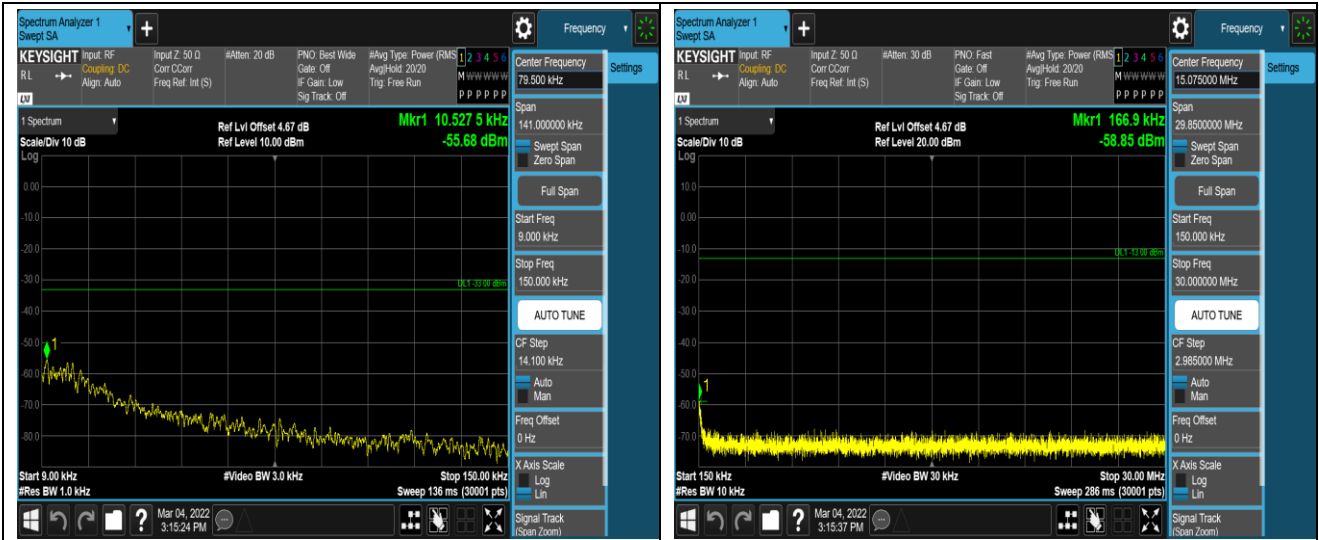 Spectrum Analyzer 1
Swept SA
+
Frequency
KEYSIGHT
RL
Input: RF
Coupling: DC
Align: Auto
Input Z: 50 Ω
Corr CCorr
Freq Ref: Int (S)
#Atten: 20 dB
PNO: Best Wide
Gate: Off
IF Gain: Low
Sig Track: Off
#Avg Type: Power (RMS
Avg|Hold: 20/20
Trig: Free Run
1 2 3 4 5 6
M W W W W W
P P P P P P
1 Spectrum
Scale/Div 10 dB
Log
Ref Lvl Offset 4.67 dB
Ref Level 10.00 dBm
Mkr1 10.527 5 kHz
-55.68 dBm
0.00
-10.0
-20.0
-30.0
-40.0
-50.0
-60.0
-70.0
-80.0
DL1 -33.00 dBm
1
Start 9.00 kHz
#Res BW 1.0 kHz
#Video BW 3.0 kHz
Stop 150.00 kHz
Sweep 136 ms (30001 pts)
Center Frequency
79.500 kHz
Settings
Span
141.000000 kHz
Swept Span
Zero Span
Full Span
Start Freq
9.000 kHz
Stop Freq
150.000 kHz
AUTO TUNE
CF Step
14.100 kHz
Auto
Man
Freq Offset
0 Hz
X Axis Scale
Log
Lin
Signal Track
(Span Zoom)
?
Mar 04, 2022
3:15:24 PM
Spectrum Analyzer 1
Swept SA
+
Frequency
KEYSIGHT
RL
Input: RF
Coupling: DC
Align: Auto
Input Z: 50 Ω
Corr CCorr
Freq Ref: Int (S)
#Atten: 30 dB
PNO: Fast
Gate: Off
IF Gain: Low
Sig Track: Off
#Avg Type: Power (RMS
Avg|Hold: 20/20
Trig: Free Run
1 2 3 4 5 6
M W W W W W
P P P P P P
1 Spectrum
Scale/Div 10 dB
Log
Ref Lvl Offset 4.67 dB
Ref Level 20.00 dBm
Mkr1 166.9 kHz
-58.85 dBm
10.0
0.00
-10.0
-20.0
-30.0
-40.0
-50.0
-60.0
-70.0
DL1 -13.00 dBm
1
Start 150 kHz
#Res BW 10 kHz
#Video BW 30 kHz
Stop 30.00 MHz
Sweep 286 ms (30001 pts)
Center Frequency
15.075000 MHz
Settings
Span
29.8500000 MHz
Swept Span
Zero Span
Full Span
Start Freq
150.000 kHz
Stop Freq
30.000000 MHz
AUTO TUNE
CF Step
2.985000 MHz
Auto
Man
Freq Offset
0 Hz
X Axis Scale
Log
Lin
Signal Track
(Span Zoom)
?
Mar 04, 2022
3:15:37 PM